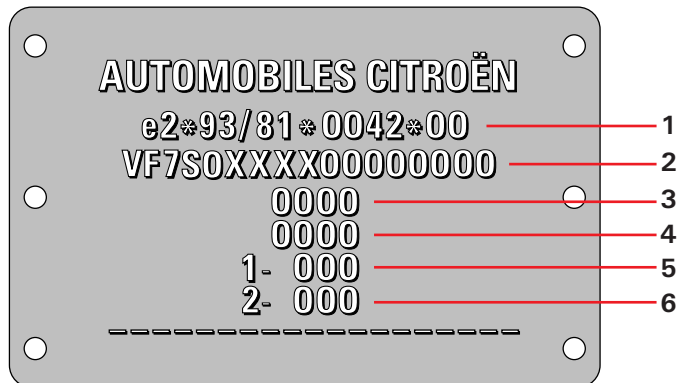 AUTOMOBILES CITROËN
e2*93/81*0042*00 1
VF7S0XXXX00000000 2
0000 3
0000 4
1- 000 5
2- 000 6